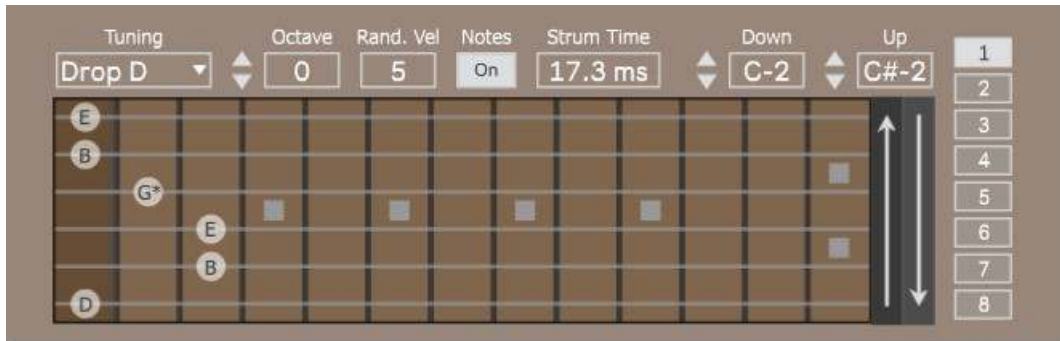 Tuning Octave Rand. Vel Notes Strum Time Down Up
Drop D 0 5 On 17.3 ms C-2 C#-2
1
2
3
4
5
6
7
8
E
B
G*
E
B
D